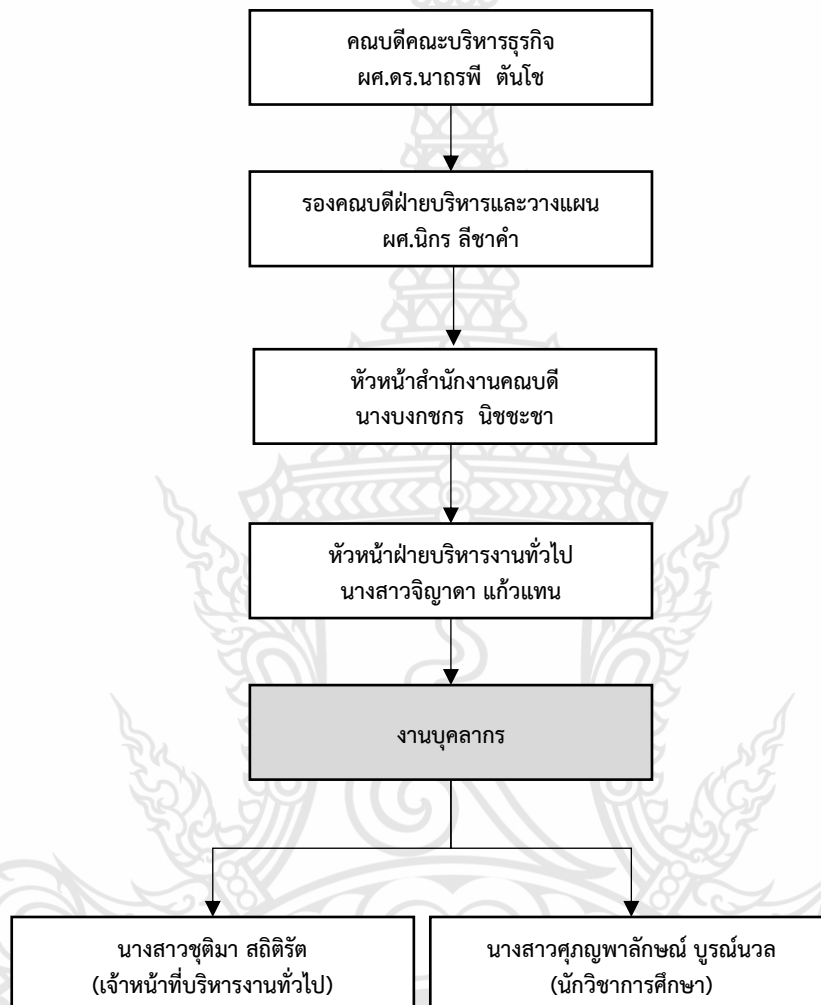 คณบดีคณะบริหารธุรกิจ
ผศ.ดร.นาถรพี ตันโช
รองคณบดีฝ่ายบริหารและวางแผน
ผศ.นิกร ลีชาคำ
หัวหน้าสำนักงานคณบดี
นางบงกชกร นิชชะชา
หัวหน้าฝ่ายบริหารงานทั่วไป
นางสาวจิญาดา แก้วแทน
งานบุคลากร
นางสาวชุติมา สถิติรัต
(เจ้าหน้าที่บริหารงานทั่วไป)
นางสาวศุภญพาลักษณ์ บูรณ์นวล
(นักวิชาการศึกษา)